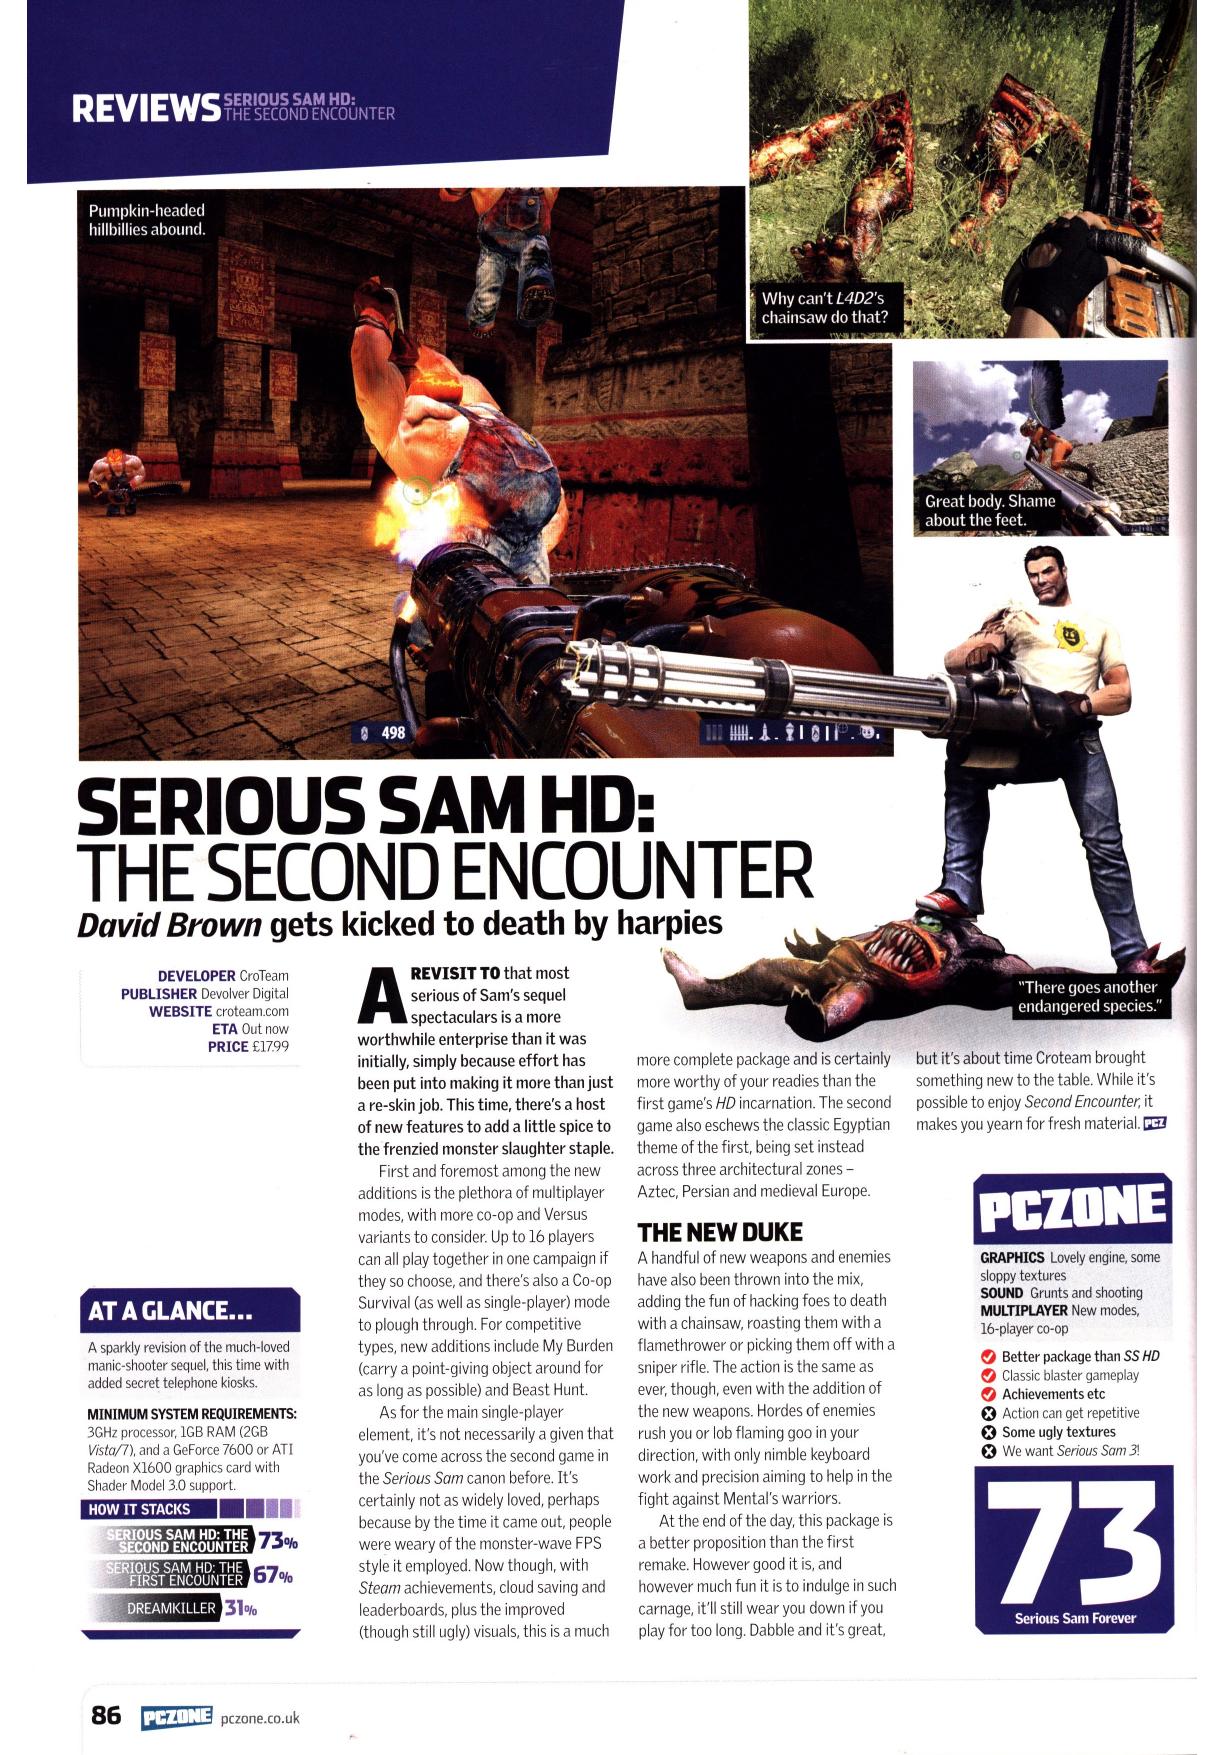 REVIEWS SERIOUS SAM HD:
THE SECOND ENCOUNTER
Pumpkin-headed
hillbillies abound.
Why can't L4D2's
chainsaw do that?
Great body. Shame
about the feet.
498
SERIOUS SAM HD:
THE SECOND ENCOUNTER
David Brown gets kicked to death by harpies
"There goes another
endangered species."
DEVELOPER CroTeam
PUBLISHER Devolver Digital
WEBSITE croteam.com
ETA Out now
PRICE £17.99
A REVISIT TO that most
serious of Sam's sequel
spectaculars is a more
worthwhile enterprise than it was
initially, simply because effort has
been put into making it more than just
a re-skin job. This time, there's a host
of new features to add a little spice to
the frenzied monster slaughter staple.
First and foremost among the new
additions is the plethora of multiplayer
modes, with more co-op and Versus
variants to consider. Up to 16 players
can all play together in one campaign if
they so choose, and there's also a Co-op
Survival (as well as single-player) mode
to plough through. For competitive
types, new additions include My Burden
(carry a point-giving object around for
as long as possible) and Beast Hunt.
As for the main single-player
element, it's not necessarily a given that
you've come across the second game in
the Serious Sam canon before. It's
certainly not as widely loved, perhaps
because by the time it came out, people
were weary of the monster-wave FPS
style it employed. Now though, with
Steam achievements, cloud saving and
leaderboards, plus the improved
(though still ugly) visuals, this is a much
more complete package and is certainly
more worthy of your readies than the
first game's HD incarnation. The second
game also eschews the classic Egyptian
theme of the first, being set instead
across three architectural zones –
Aztec, Persian and medieval Europe.
THE NEW DUKE
A handful of new weapons and enemies
have also been thrown into the mix,
adding the fun of hacking foes to death
with a chainsaw, roasting them with a
flamethrower or picking them off with a
sniper rifle. The action is the same as
ever, though, even with the addition of
the new weapons. Hordes of enemies
rush you or lob flaming goo in your
direction, with only nimble keyboard
work and precision aiming to help in the
fight against Mental's warriors.
At the end of the day, this package is
a better proposition than the first
remake. However good it is, and
however much fun it is to indulge in such
carnage, it'll still wear you down if you
play for too long. Dabble and it's great,
but it's about time Croteam brought
something new to the table. While it's
possible to enjoy Second Encounter, it
makes you yearn for fresh material. PCZ
AT A GLANCE...
A sparkly revision of the much-loved
manic-shooter sequel, this time with
added secret telephone kiosks.
MINIMUM SYSTEM REQUIREMENTS:
3GHz processor, 1GB RAM (2GB
Vista/7), and a GeForce 7600 or ATI
Radeon X1600 graphics card with
Shader Model 3.0 support.
HOW IT STACKS
SERIOUS SAM HD: THE
SECOND ENCOUNTER 73%
SERIOUS SAM HD: THE
FIRST ENCOUNTER 67%
DREAMKILLER 31%
PCZONE
GRAPHICS Lovely engine, some
sloppy textures
SOUND Grunts and shooting
MULTIPLAYER New modes,
16-player co-op
Better package than SS HD
Classic blaster gameplay
Achievements etc
Action can get repetitive
Some ugly textures
We want Serious Sam 3!
73
Serious Sam Forever
86 PCZONE pczone.co.uk